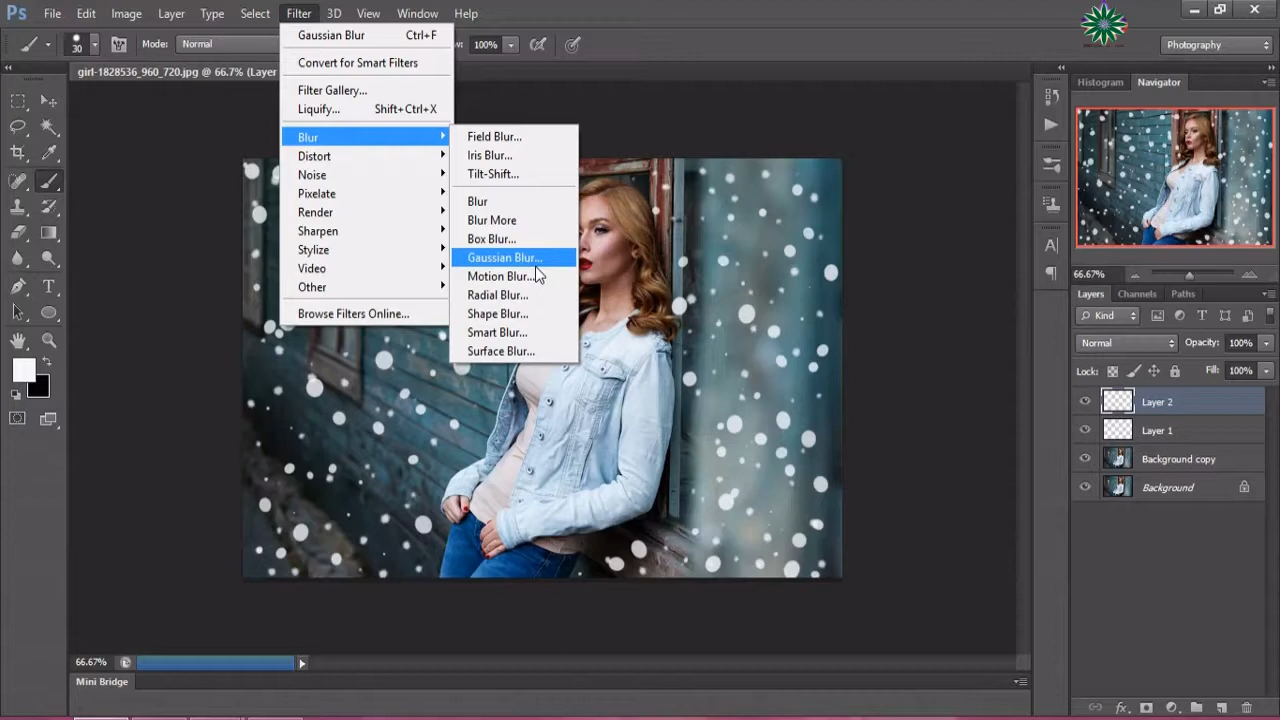 Ps File Edit Image Layer Type Select Filter 3D View Window Help
30 Mode: Normal 100% Photography
girl-1828536_960_720.jpg @ 66.7% (Layer
Gaussian Blur Ctrl+F
Convert for Smart Filters
Filter Gallery...
Liquify... Shift+Ctrl+X
Blur
Distort
Noise
Pixelate
Render
Sharpen
Stylize
Video
Other
Browse Filters Online...
Field Blur...
Iris Blur...
Tilt-Shift...
Blur
Blur More
Box Blur...
Gaussian Blur...
Motion Blur...
Radial Blur...
Shape Blur...
Smart Blur...
Surface Blur...
Histogram Navigator
66.67%
Layers Channels Paths
Kind
Normal Opacity: 100%
Lock: Fill: 100%
Layer 2
Layer 1
Background copy
Background
66.67%
Mini Bridge